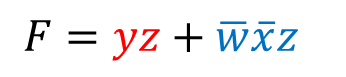 F = yz + w̅x̅z